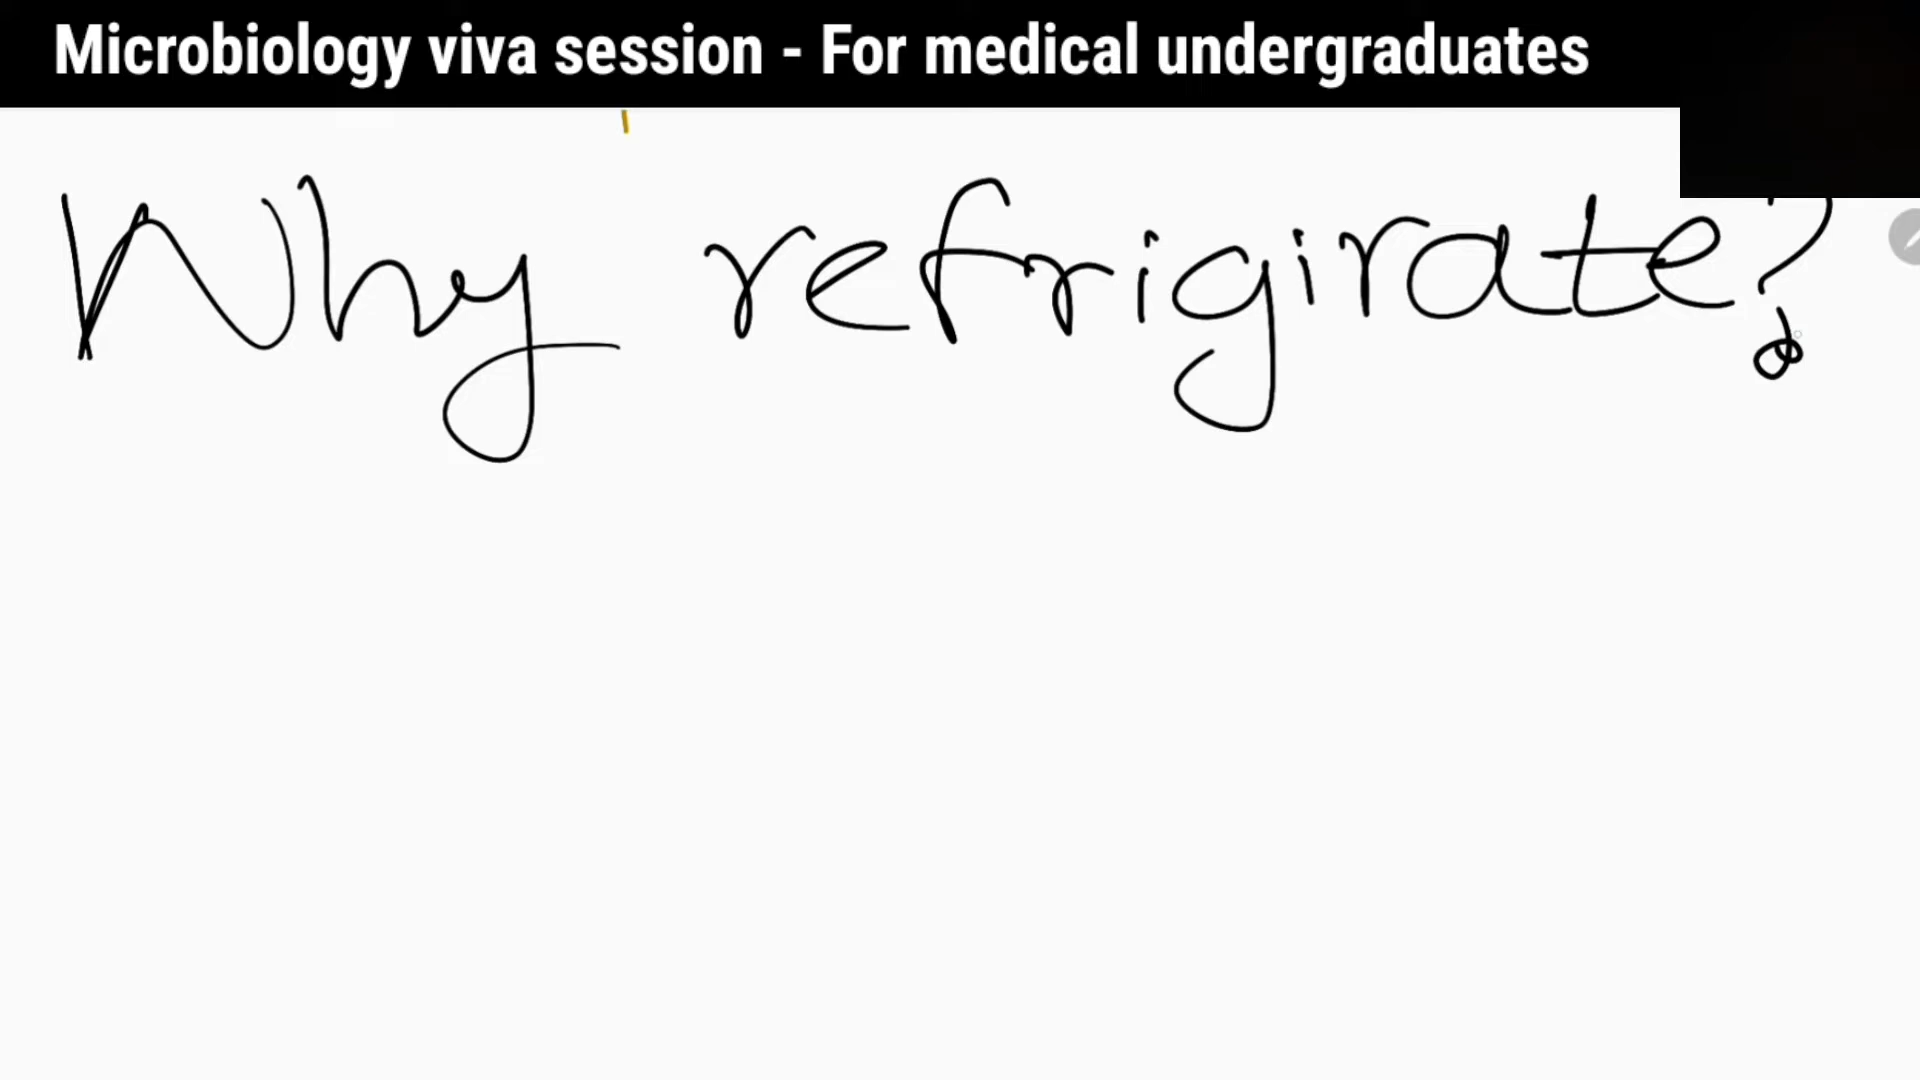 Microbiology viva session - For medical undergraduates
Why refrigirate?